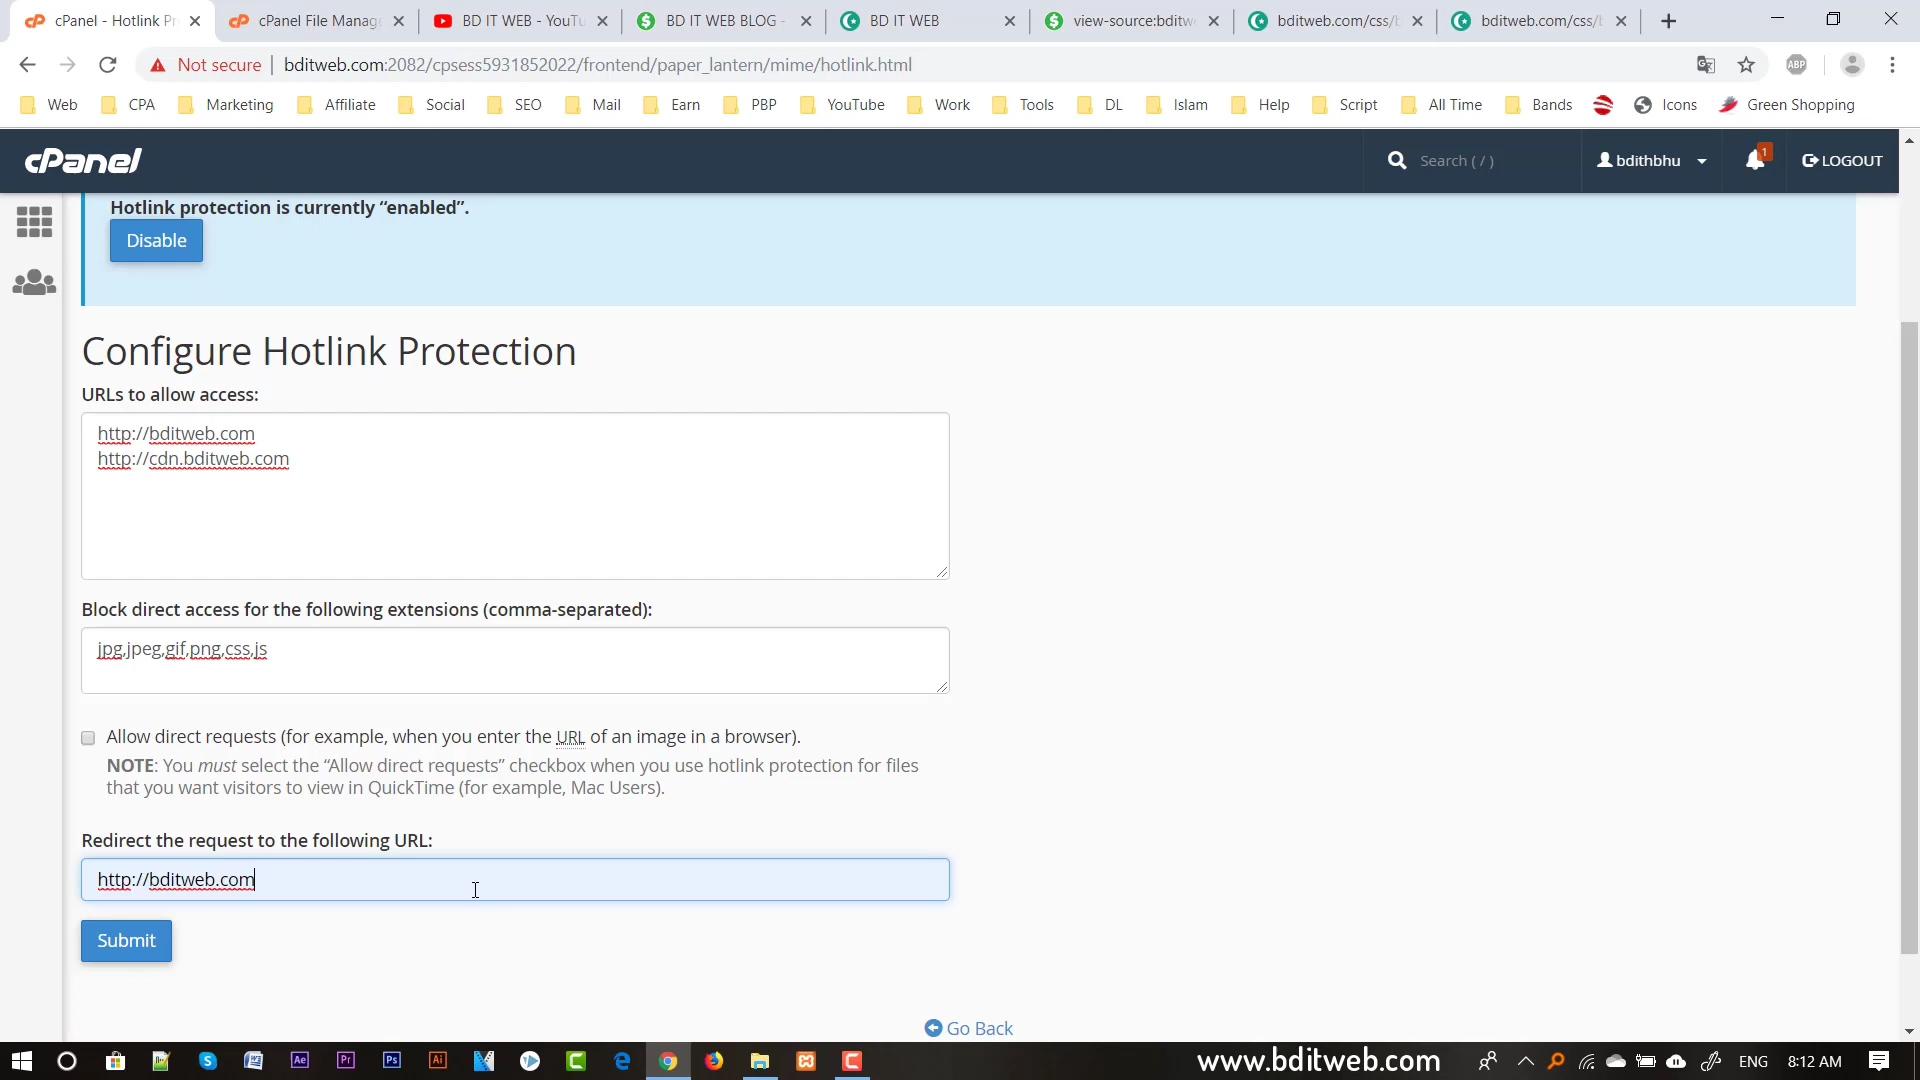 cPanel - Hotlink Pr
cPanel File Manag
BD IT WEB - YouTu
BD IT WEB BLOG -
BD IT WEB
view-source:bditw
bditweb.com/css/
bditweb.com/css/
Not secure
bditweb.com:2082/cpsess5931852022/frontend/paper_lantern/mime/hotlink.html
ABP
Web
CPA
Marketing
Affiliate
Social
SEO
Mail
Earn
PBP
YouTube
Work
Tools
DL
Islam
Help
Script
All Time
Bands
Icons
Green Shopping
cPanel
Search ( / )
bdithbhu
1
LOGOUT
Hotlink protection is currently “enabled”.
Disable
Configure Hotlink Protection
URLs to allow access:
http://bditweb.com
http://cdn.bditweb.com
Block direct access for the following extensions (comma-separated):
jpg,jpeg,gif,png,css,js
Allow direct requests (for example, when you enter the URL of an image in a browser).
NOTE: You must select the “Allow direct requests” checkbox when you use hotlink protection for files
that you want visitors to view in QuickTime (for example, Mac Users).
Redirect the request to the following URL:
http://bditweb.com
Submit
Go Back
Ae
Pr
Ps
Ai
www.bditweb.com
ENG
8:12 AM